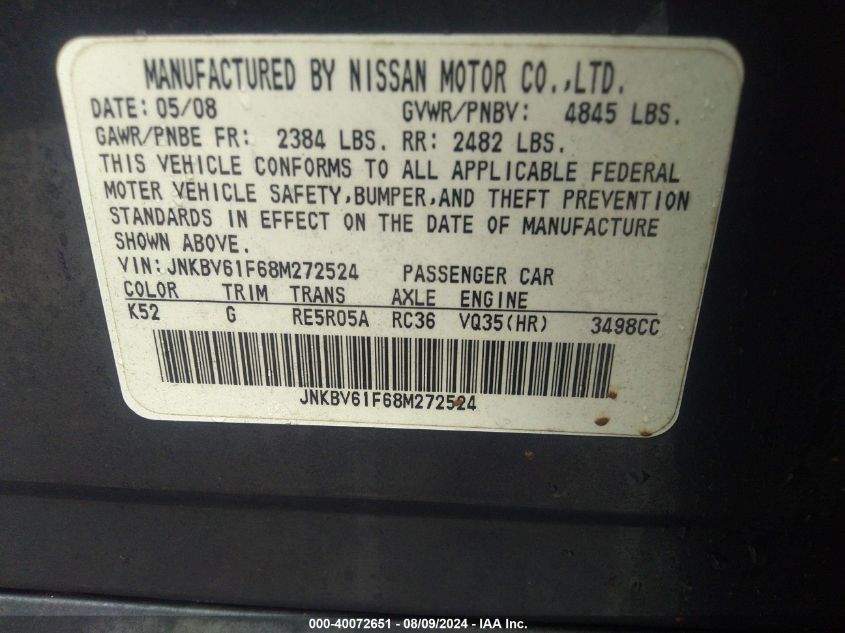 MANUFACTURED BY NISSAN MOTOR CO.,LTD.
DATE: 05/08 GVWR/PNBV: 4845 LBS.
GAWR/PNBE FR: 2384 LBS. RR: 2482 LBS.
THIS VEHICLE CONFORMS TO ALL APPLICABLE FEDERAL
MOTER VEHICLE SAFETY,BUMPER,AND THEFT PREVENTION
STANDARDS IN EFFECT ON THE DATE OF MANUFACTURE
SHOWN ABOVE.
VIN: JNKBV61F68M272524 PASSENGER CAR
COLOR TRIM TRANS AXLE ENGINE
K52 G RE5R05A RC36 VQ35(HR) 3498CC
JNKBV61F68M272524
000-40072651 - 08/09/2024 - IAA Inc.